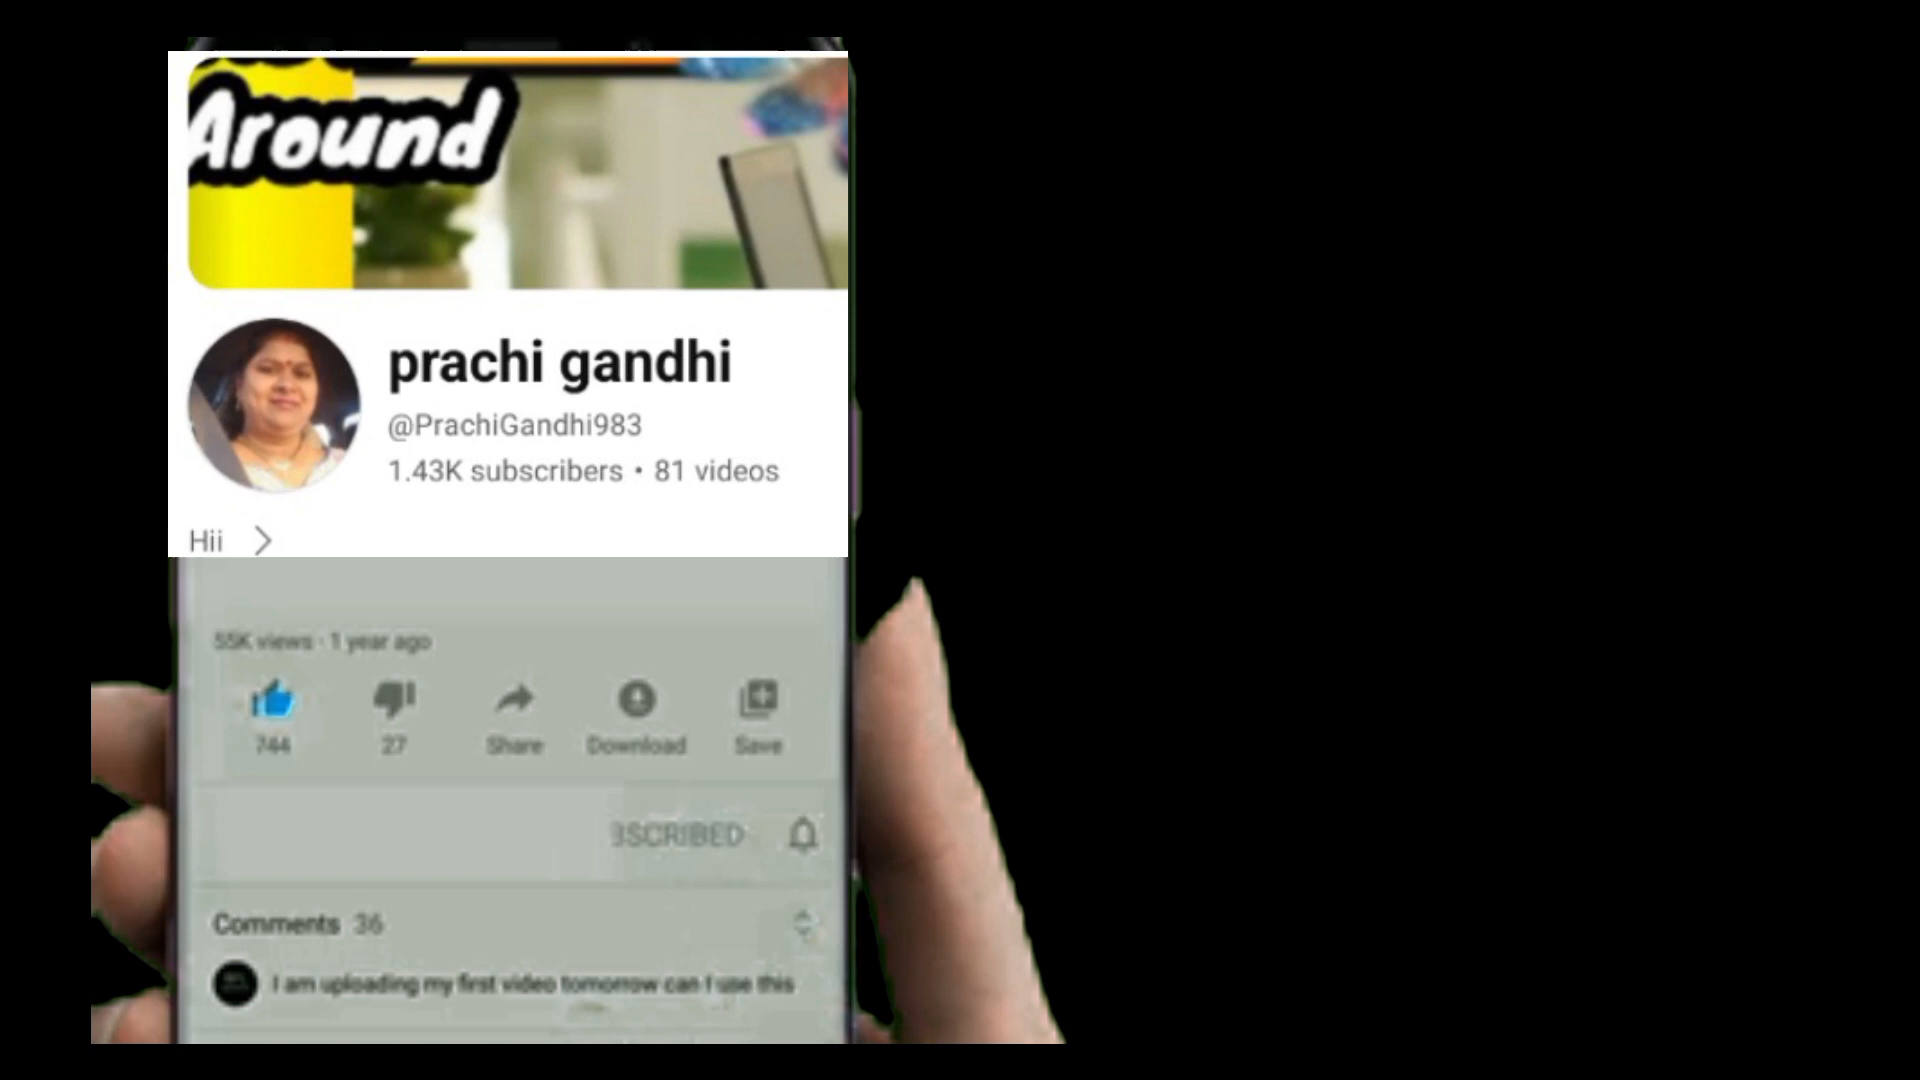 Around
prachi gandhi
@PrachiGandhi983
1.43K subscribers • 81 videos
Hii
55K views · 1 year ago
744
27
Share
Download
Save
BSCRIBED
Comments 36
I am uploading my first video tomorrow can I use this